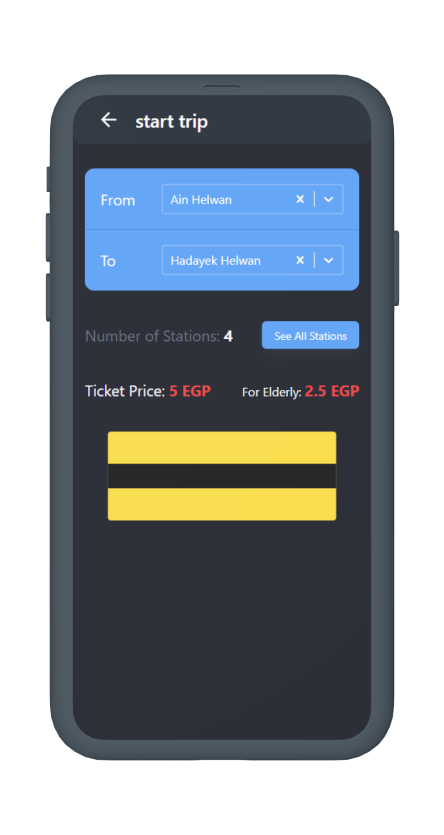 start trip
From Ain Helwan
To Hadayek Helwan
Number of Stations: 4 See All Stations
Ticket Price: 5 EGP For Elderly: 2.5 EGP